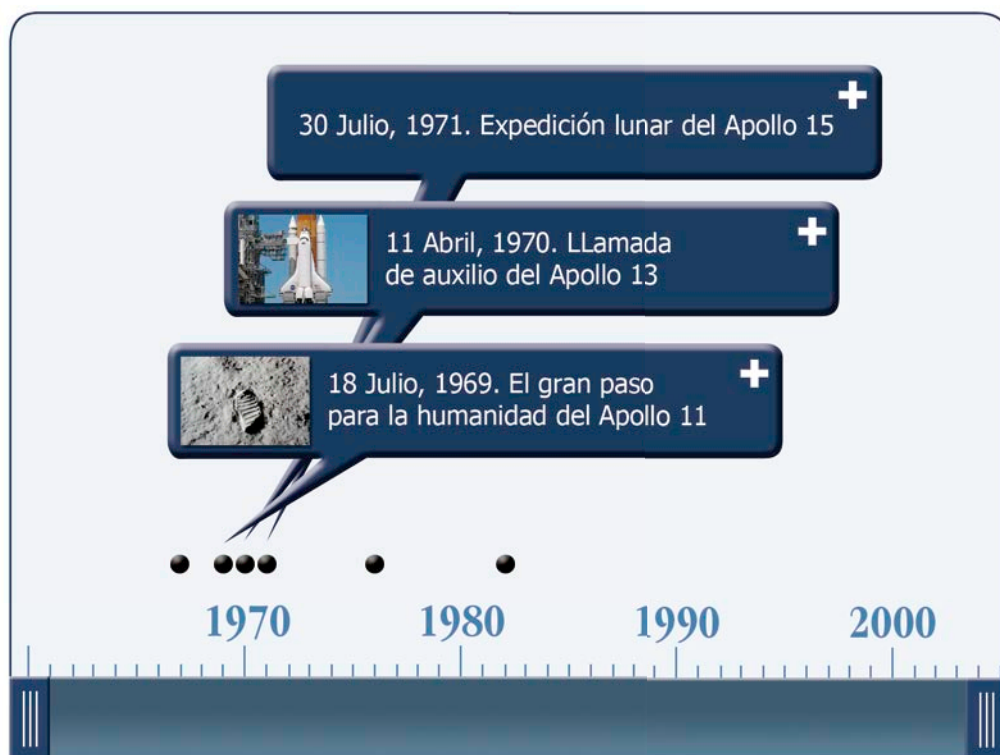 30 Julio, 1971. Expedición lunar del Apollo 15
11 Abril, 1970. LLamada
de auxilio del Apollo 13
18 Julio, 1969. El gran paso
para la humanidad del Apollo 11
1970 1980 1990 2000